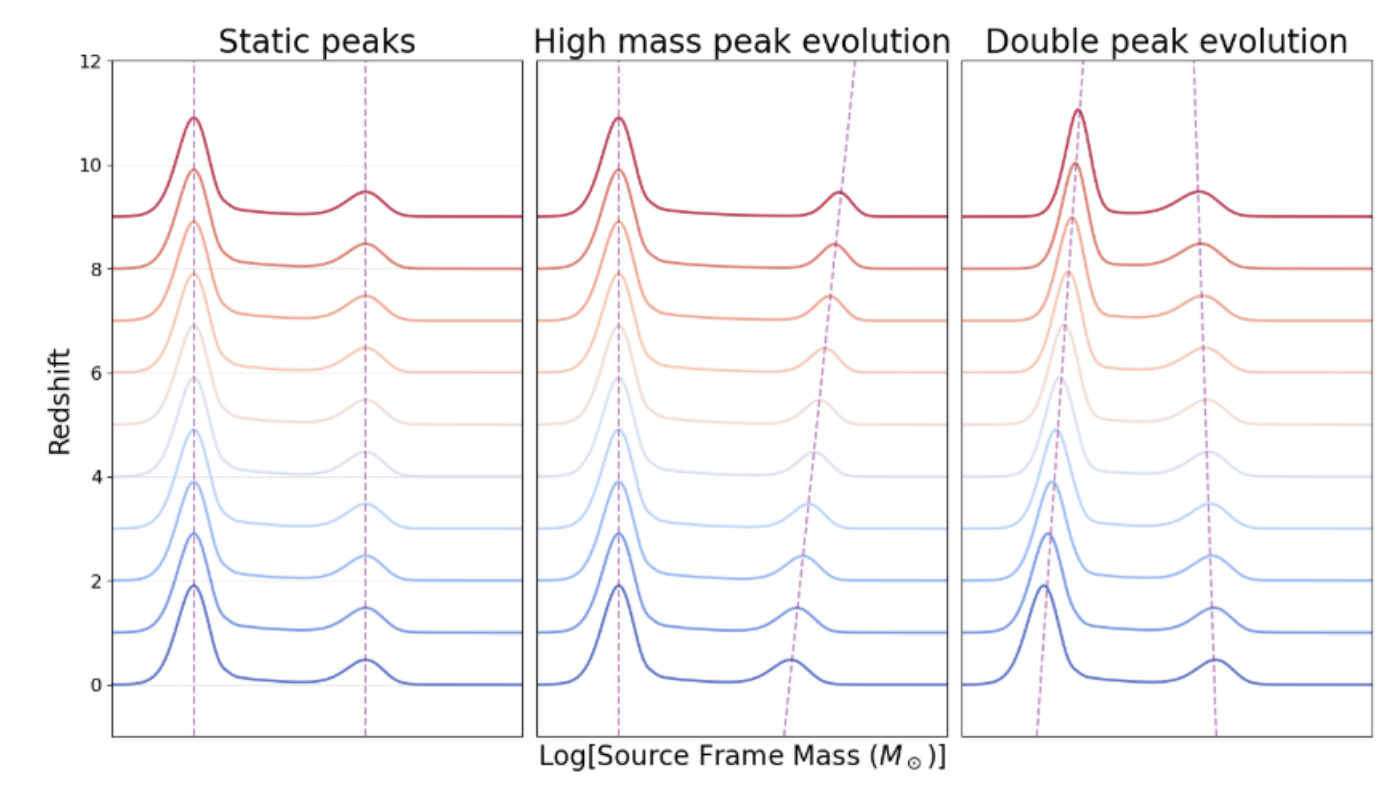 Static peaks
High mass peak evolution
Double peak evolution
12
10
8
6
4
2
0
Redshift
Log[Source Frame Mass (M⊙)]